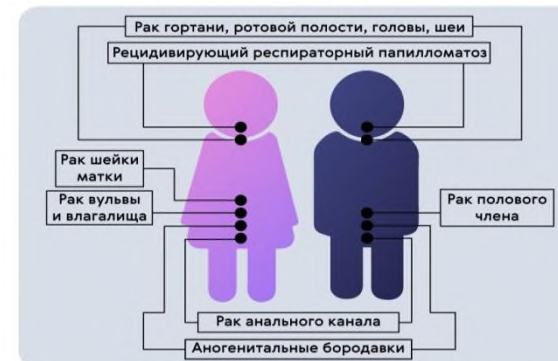 Рак гортани, ротовой полости, головы, шеи
Рецидивирующий респираторный папилломатоз
Рак шейки
матки
Рак вульвы
и влагалища
Рак полового
члена
Рак анального канала
Аногенитальные бородавки